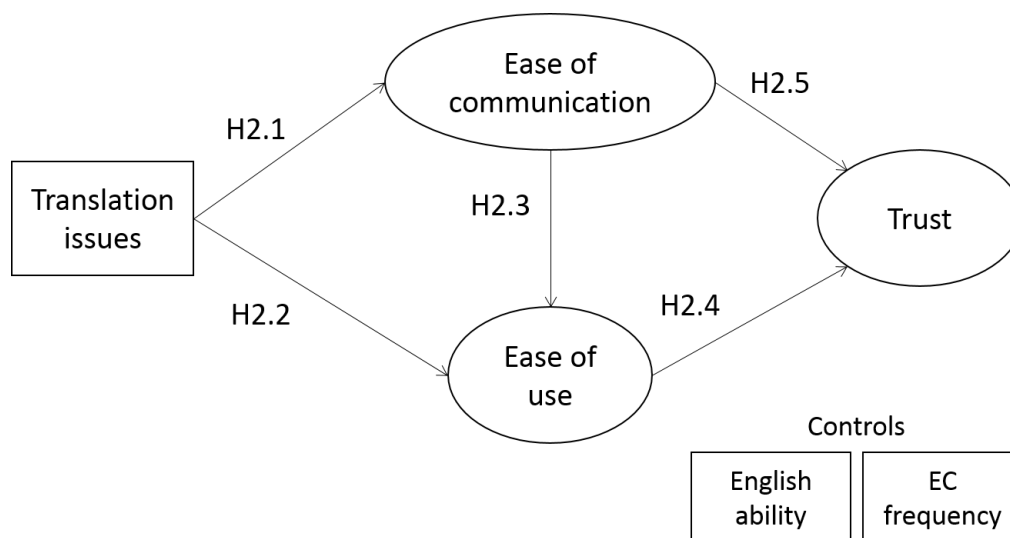 Ease of
communication
H2.5
H2.1
Translation
issues
H2.3
Trust
H2.2
H2.4
Ease of
use
Controls
English
ability
EC
frequency